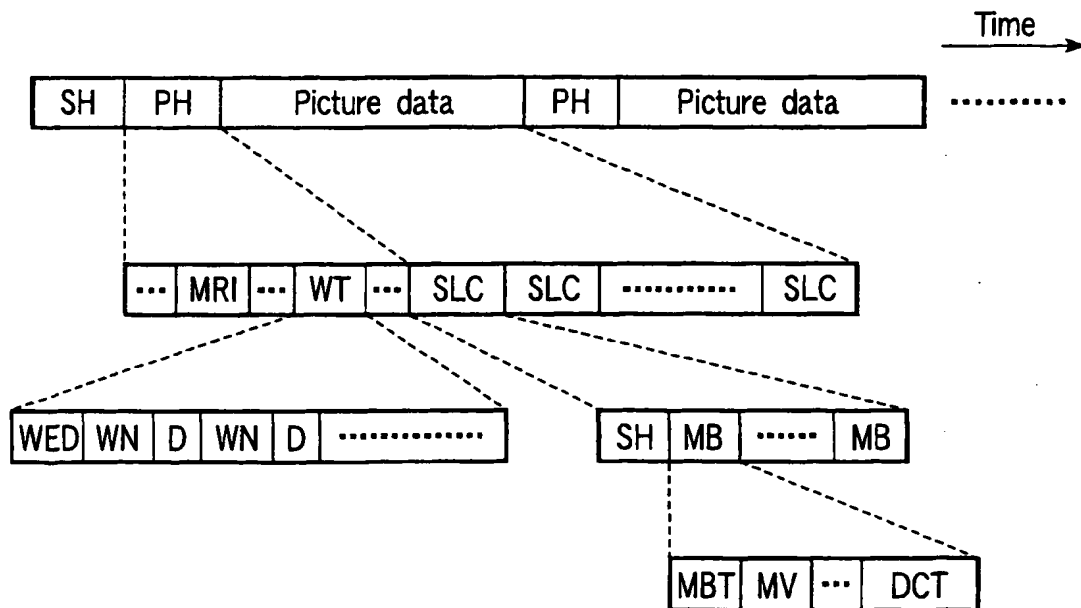 Time
SH PH Picture data PH Picture data ............
... MRI ... WT ... SLC SLC ............ SLC
WED WN D WN D ...............
SH MB ...... MB
MBT MV ... DCT